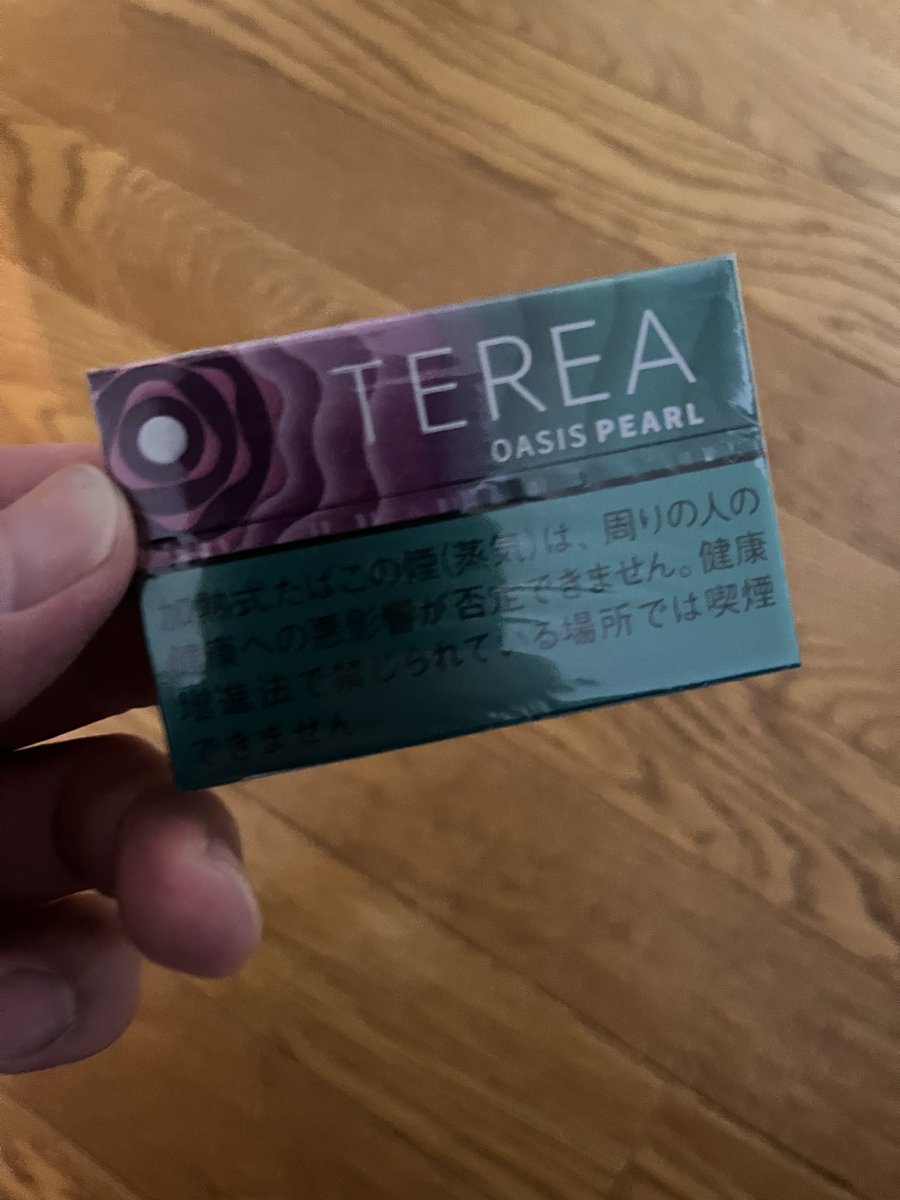 TEREA
OASIS PEARL
加熱式たばこの煙(蒸気)は、周りの人の
健康への悪影響が否定できません。健康
増進法で禁じられている場所では喫煙
できません。